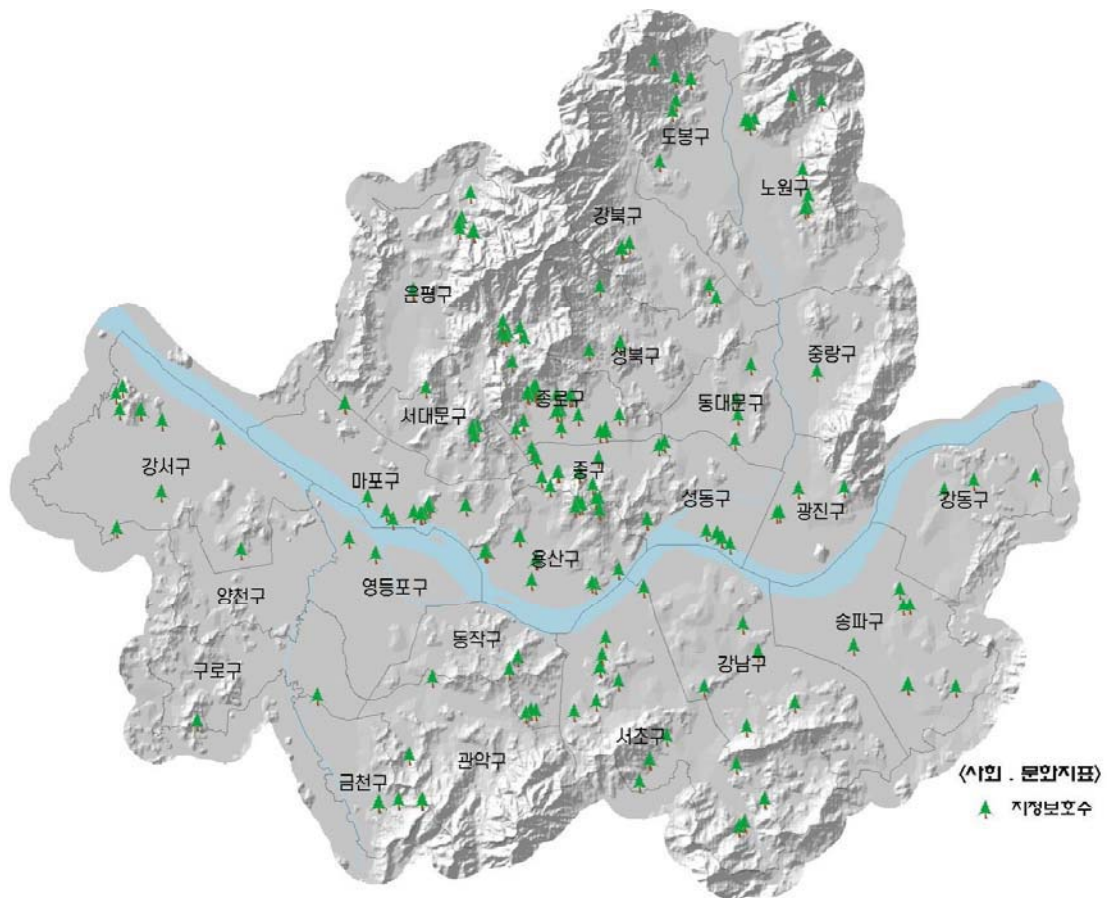 도봉구
노원구
강북구
은평구
성북구
중랑구
종로구
서대문구
동대문구
강서구
중구
마포구
성동구
광진구
강동구
용산구
영등포구
양천구
송파구
동작구
강남구
구로구
서초구
관악구
금천구
<사회 . 문화지표>
지정보호수